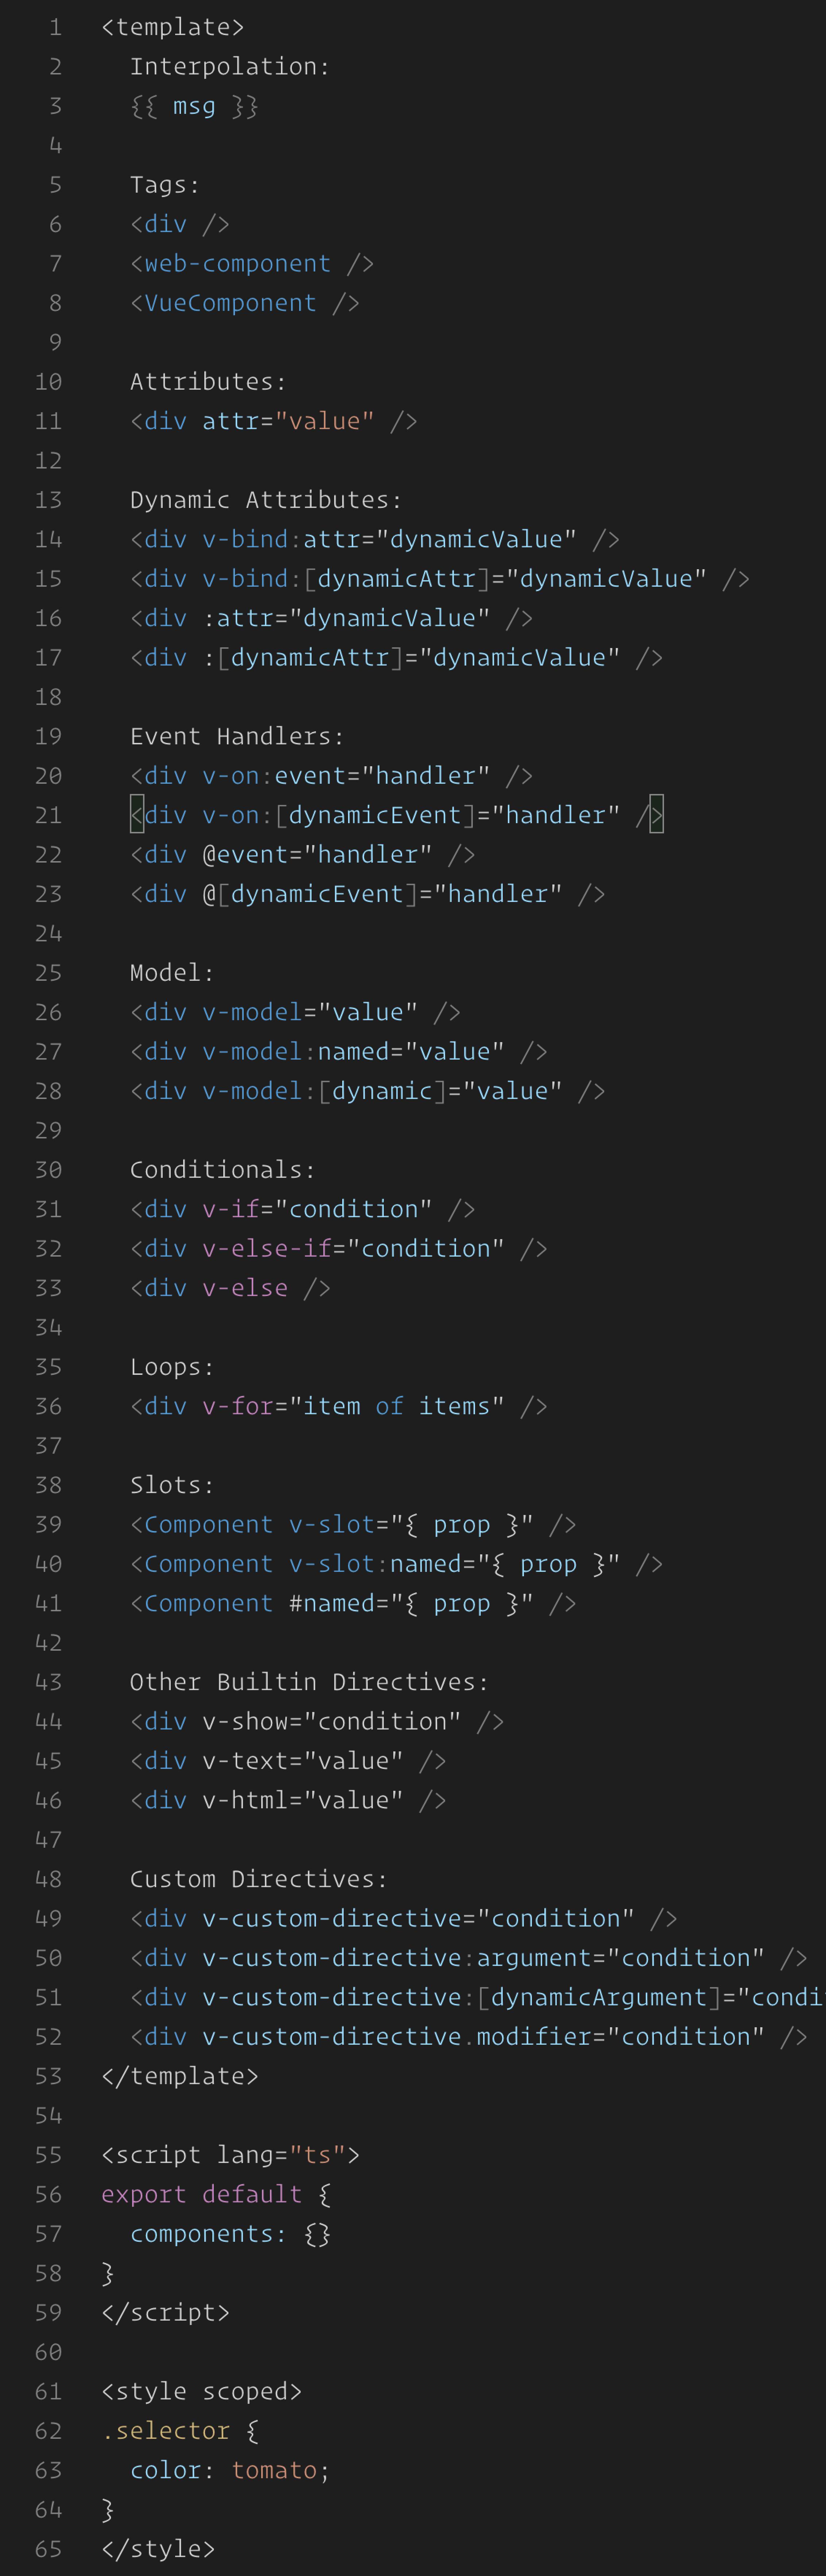 1 <template>
2 Interpolation:
3 {{ msg }}
4
5 Tags:
6 <div />
7 <web-component />
8 <VueComponent />
9
10 Attributes:
11 <div attr="value" />
12
13 Dynamic Attributes:
14 <div v-bind:attr="dynamicValue" />
15 <div v-bind:[dynamicAttr]="dynamicValue" />
16 <div :attr="dynamicValue" />
17 <div :[dynamicAttr]="dynamicValue" />
18
19 Event Handlers:
20 <div v-on:event="handler" />
21 <div v-on:[dynamicEvent]="handler" />
22 <div @event="handler" />
23 <div @[dynamicEvent]="handler" />
24
25 Model:
26 <div v-model="value" />
27 <div v-model:named="value" />
28 <div v-model:[dynamic]="value" />
29
30 Conditionals:
31 <div v-if="condition" />
32 <div v-else-if="condition" />
33 <div v-else />
34
35 Loops:
36 <div v-for="item of items" />
37
38 Slots:
39 <Component v-slot="{ prop }" />
40 <Component v-slot:named="{ prop }" />
41 <Component #named="{ prop }" />
42
43 Other Builtin Directives:
44 <div v-show="condition" />
45 <div v-text="value" />
46 <div v-html="value" />
47
48 Custom Directives:
49 <div v-custom-directive="condition" />
50 <div v-custom-directive:argument="condition" />
51 <div v-custom-directive:[dynamicArgument]="condi
52 <div v-custom-directive.modifier="condition" />
53 </template>
54
55 <script lang="ts">
56 export default {
57 components: {}
58 }
59 </script>
60
61 <style scoped>
62 .selector {
63 color: tomato;
64 }
65 </style>